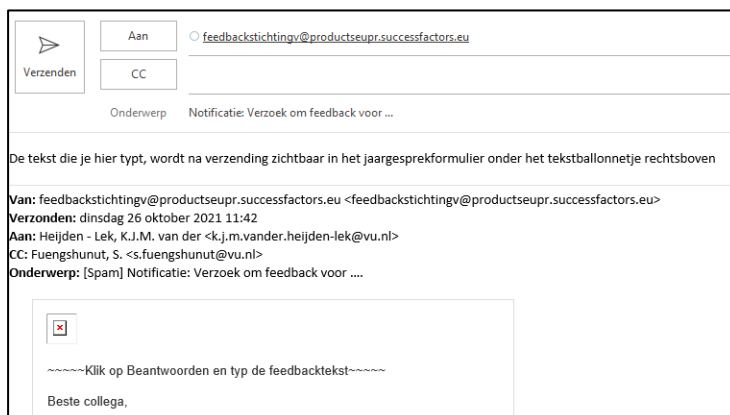 Aan
feedbackstichtingv@productseupr.successfactors.eu
Verzenden
CC
Onderwerp Notificatie: Verzoek om feedback voor ...
De tekst die je hier typt, wordt na verzending zichtbaar in het jaargesprekformulier onder het tekstballonnetje rechtsboven
Van: feedbackstichtingv@productseupr.successfactors.eu <feedbackstichtingv@productseupr.successfactors.eu>
Verzonden: dinsdag 26 oktober 2021 11:42
Aan: Heijden - Lek, K.J.M. van der <k.j.m.vander.heijden-lek@vu.nl>
CC: Fuengshunut, S. <s.fuengshunut@vu.nl>
Onderwerp: [Spam] Notificatie: Verzoek om feedback voor ....
~~~~~Klik op Beantwoorden en typ de feedbacktekst~~~~~
Beste collega,